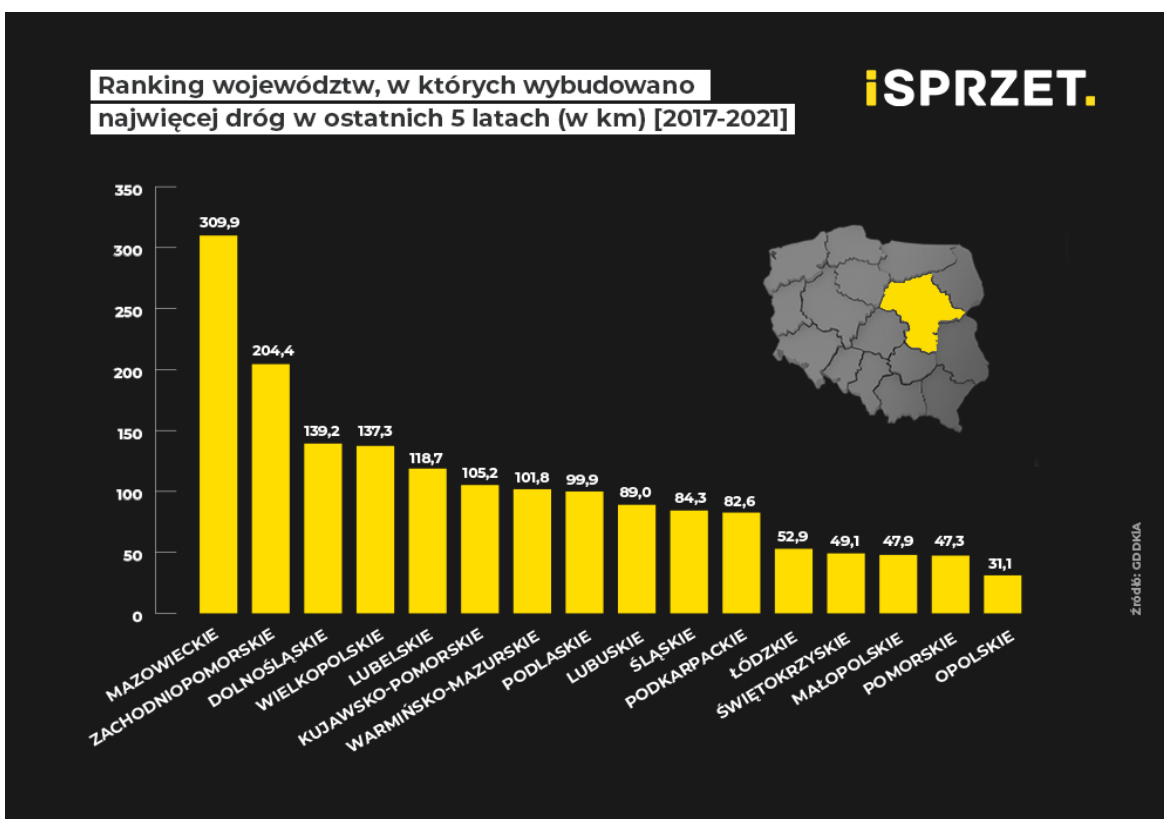 Ranking województw, w których wybudowano
najwięcej dróg w ostatnich 5 latach (w km) [2017-2021]
iSPRZET.
350
300
250
200
150
100
50
0
309,9
204,4
139,2
137,3
118,7
105,2
101,8
99,9
89,0
84,3
82,6
52,9
49,1
47,9
47,3
31,1
MAZOWIECKIE
ZACHODNIOPOMORSKIE
DOLNOŚLĄSKIE
WIELKOPOLSKIE
LUBELSKIE
KUJAWSKO-POMORSKIE
WARMIŃSKO-MAZURSKIE
PODLASKIE
LUBUSKIE
ŚLĄSKIE
PODKARPACKIE
ŁÓDZKIE
ŚWIĘTOKRZYSKIE
MAŁOPOLSKIE
POMORSKIE
OPOLSKIE
Źródło: GDDKiA